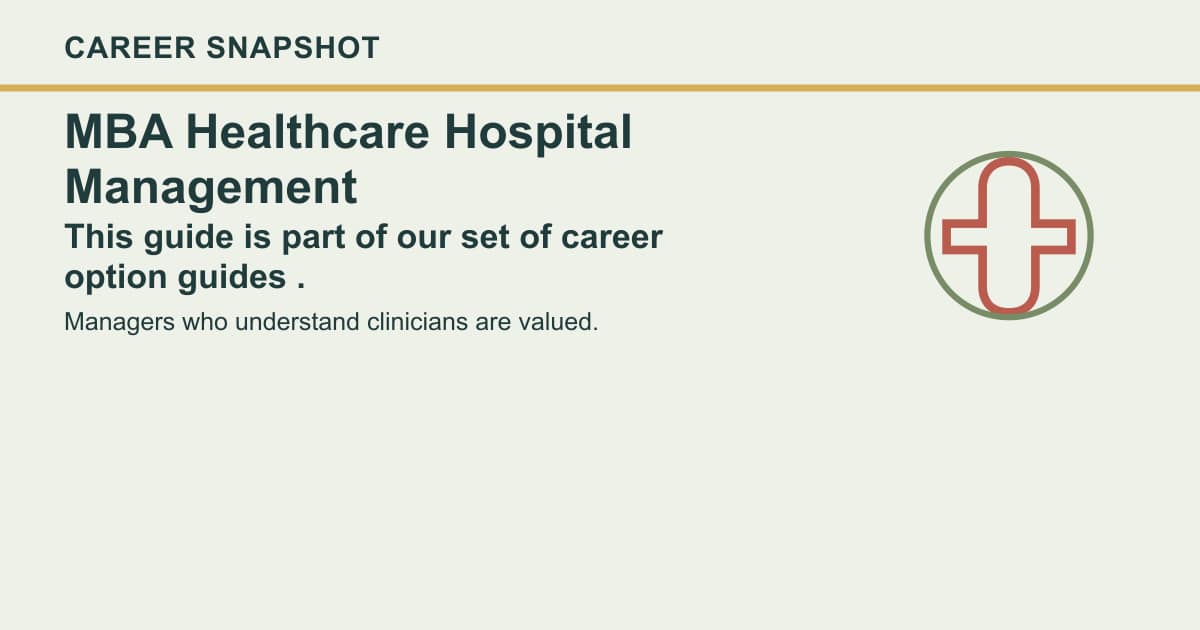 CAREER SNAPSHOT
MBA Healthcare Hospital
Management
This guide is part of our set of career
option guides .
Managers who understand clinicians are valued.